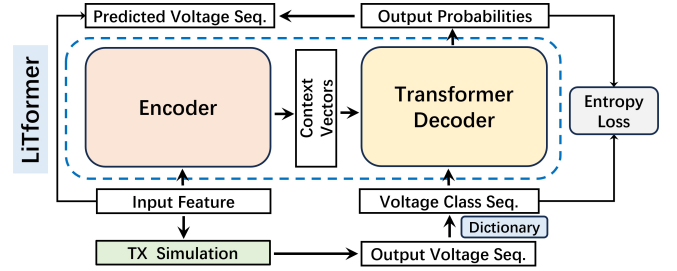 Predicted Voltage Seq.
Output Probabilities
LiTformer
Encoder
Context
Vectors
Transformer
Decoder
Entropy
Loss
Input Feature
Voltage Class Seq.
Dictionary
TX Simulation
Output Voltage Seq.